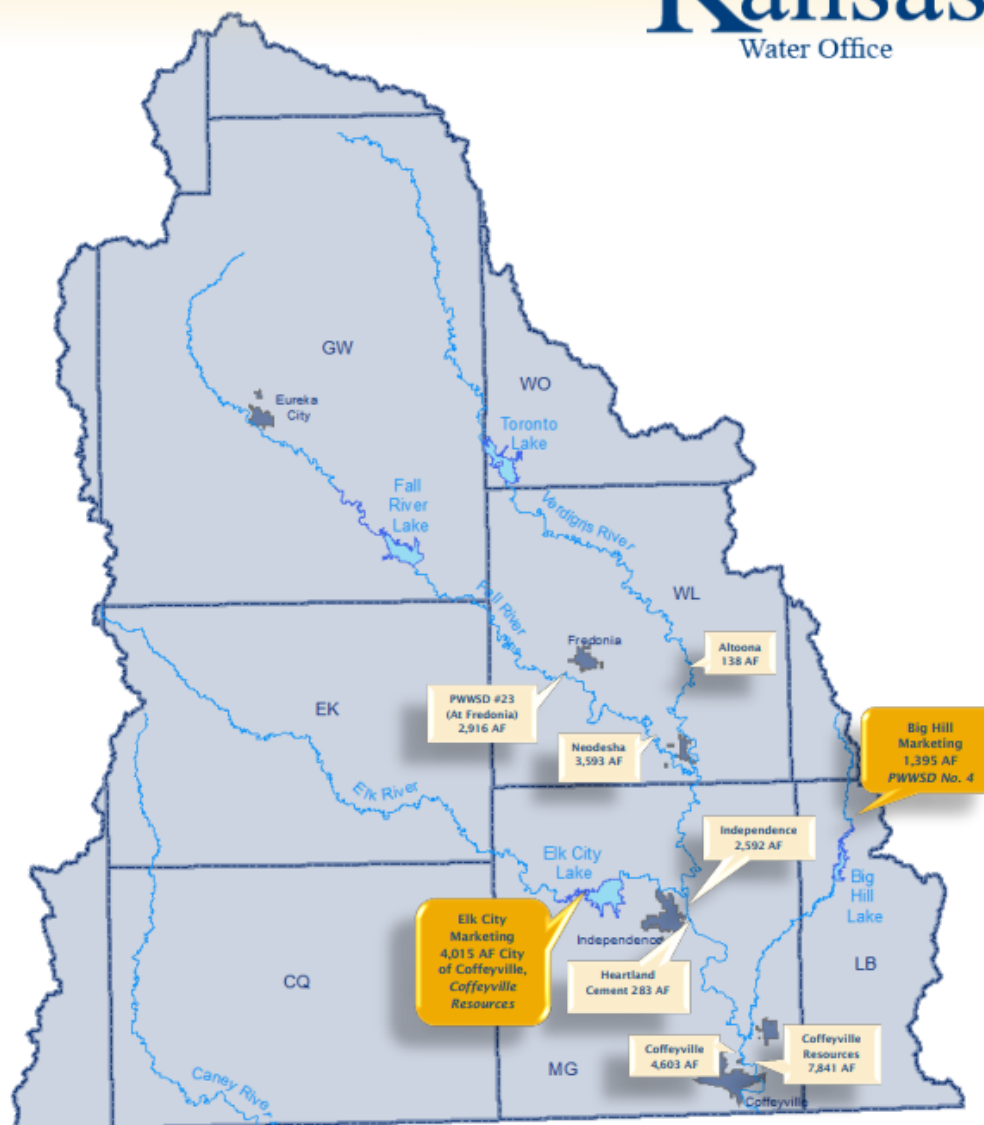 Kansas
Water Office
GW
WO
Eureka
City
Toronto
Lake
Fall
River
Lake
Verdigris River
Fall River
WL
Fredonia
Altoona
138 AF
PWWSD #23
(At Fredonia)
2,916 AF
EK
Neodesha
3,593 AF
Big Hill
Marketing
1,395 AF
PWWSD No. 4
Elk River
Independence
2,592 AF
Elk City
Lake
Big
Hill
Lake
Elk City
Marketing
4,015 AF City
of Coffeyville,
Coffeyville
Resources
Independence
Heartland
Cement 283 AF
LB
CQ
Coffeyville
4,603 AF
Coffeyville
Resources
7,841 AF
MG
Caney River
Coffeyville